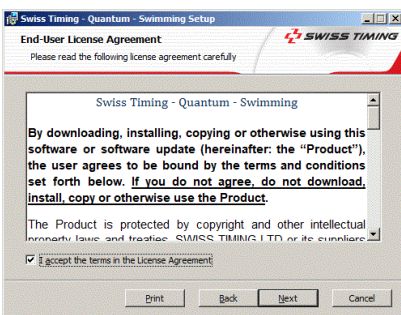 Swiss Timing - Quantum - Swimming Setup
End-User License Agreement
SWISS TIMING
Please read the following license agreement carefully
Swiss Timing - Quantum - Swimming
By downloading, installing, copying or otherwise using this
software or software update (hereinafter: the “Product”),
the user agrees to be bound by the terms and conditions
set forth below. If you do not agree, do not download,
install, copy or otherwise use the Product.
The Product is protected by copyright and other intellectual
property laws and treaties. SWISS TIMING LTD or its suppliers
I accept the terms in the License Agreement
Print Back Next Cancel